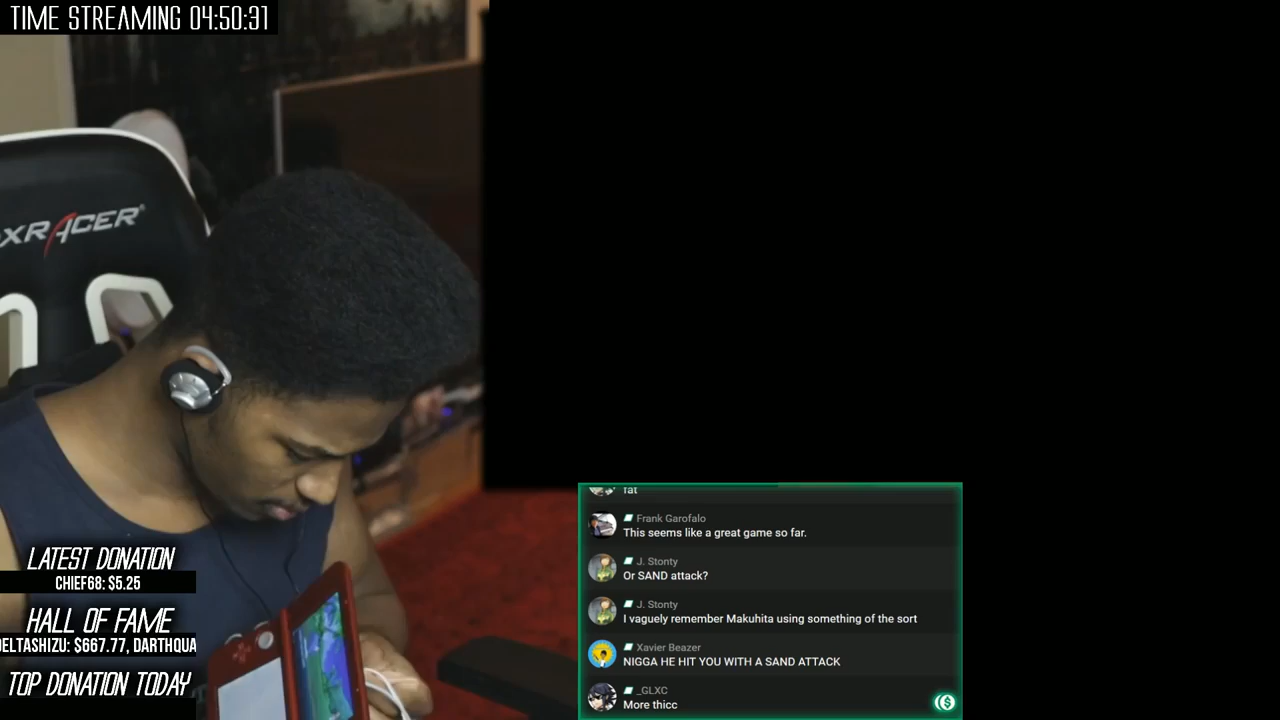 TIME STREAMING 04:50:31
XRACER
LATEST DONATION
CHIEF68: $5.25
HALL OF FAME
DELTASHIZU: $667.77, DARTHQUA
TOP DONATION TODAY
fat
Frank Garofalo
This seems like a great game so far.
J. Stonty
Or SAND attack?
J. Stonty
I vaguely remember Makuhita using something of the sort
Xavier Beazer
NIGGA HE HIT YOU WITH A SAND ATTACK
_GLXC
More thicc